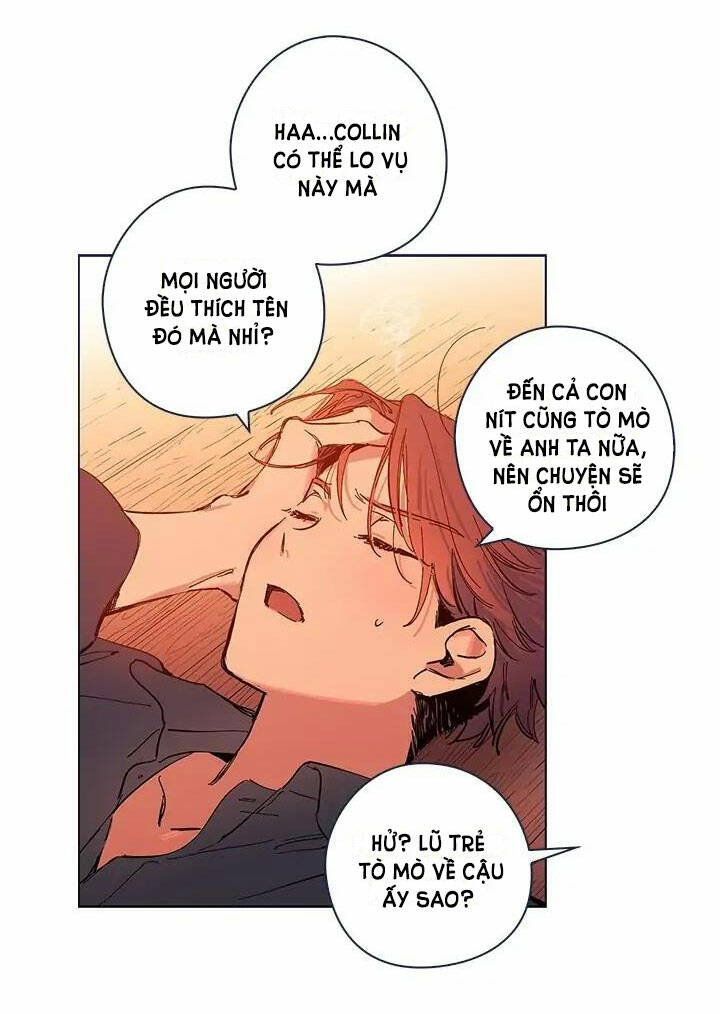 HAA...COLLIN
CÓ THỂ LO VỤ
NÀY MÀ
MỌI NGƯỜI
ĐỀU THÍCH TÊN
ĐÓ MÀ NHỈ?
ĐẾN CẢ CON
NÍT CŨNG TÒ MÒ
VỀ ANH TA NỮA,
NÊN CHUYỆN SẼ
ỔN THÔI
HỬ? LŨ TRẺ
TÒ MÒ VỀ CẬU
ẤY SAO?